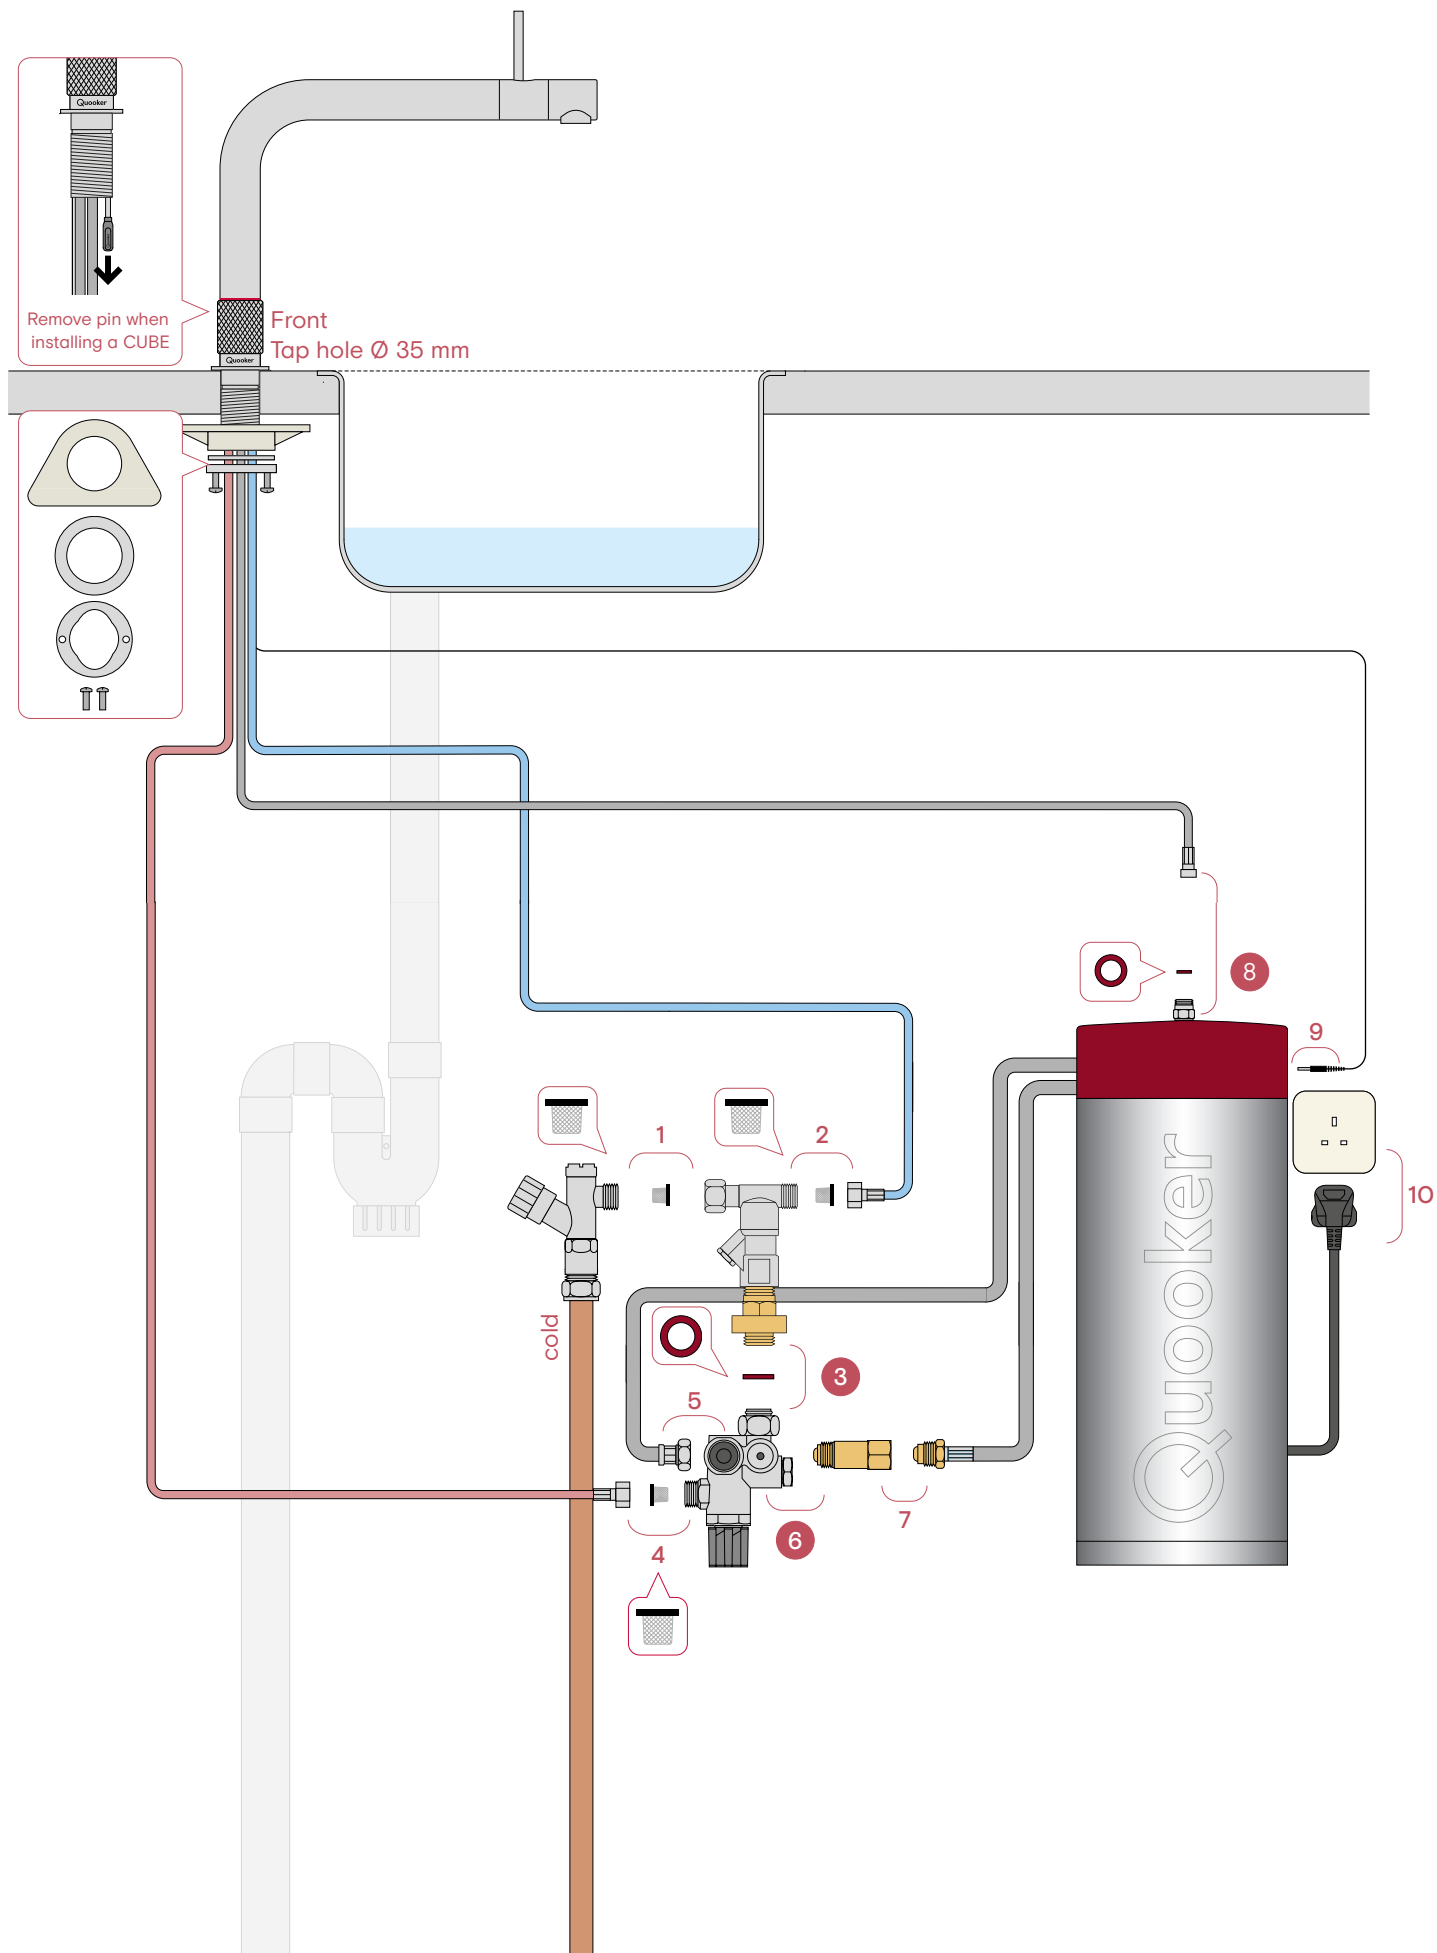 Quooker
Remove pin when
installing a CUBE
Front
Tap hole Ø 35 mm
Quooker
8
9
1
2
10
cold
3
5
7
6
4
Quooker